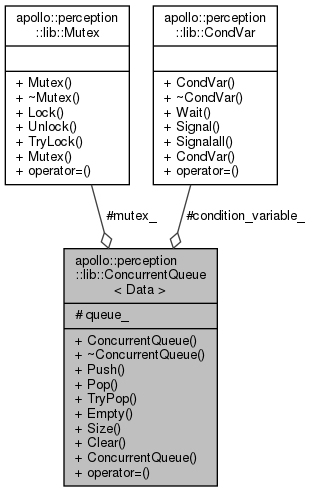 apollo::perception
::lib::Mutex
+ Mutex()
+ ~Mutex()
+ Lock()
+ Unlock()
+ TryLock()
+ Mutex()
+ operator=()
apollo::perception
::lib::CondVar
+ CondVar()
+ ~CondVar()
+ Wait()
+ Signal()
+ Signalall()
+ CondVar()
+ operator=()
#mutex_
#condition_variable_
apollo::perception
::lib::ConcurrentQueue
< Data >
# queue_
+ ConcurrentQueue()
+ ~ConcurrentQueue()
+ Push()
+ Pop()
+ TryPop()
+ Empty()
+ Size()
+ Clear()
+ ConcurrentQueue()
+ operator=()